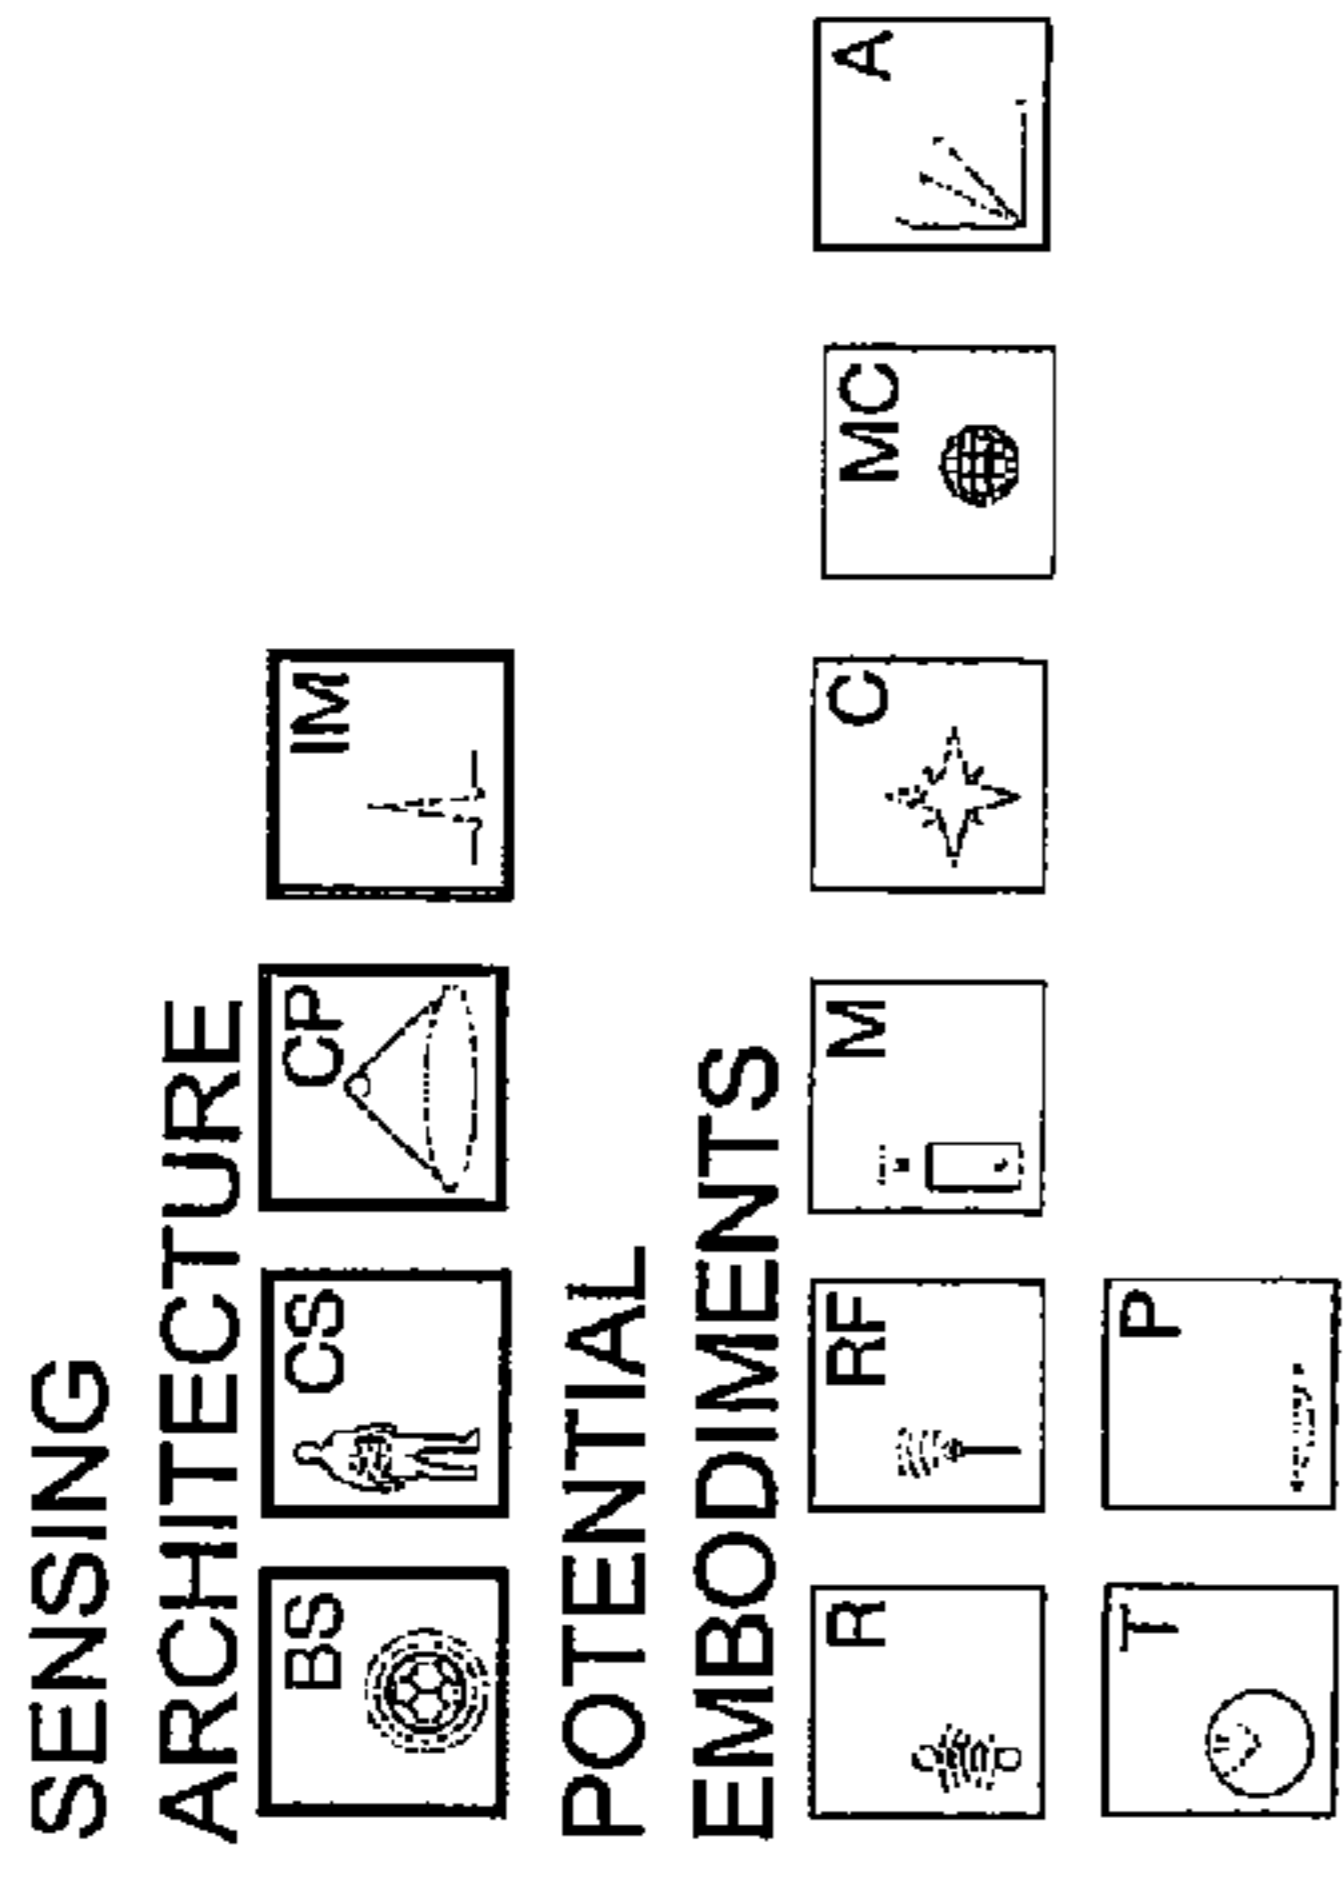 SENSING
ARCHITECTURE
BS
CS
CP
IM
POTENTIAL
EMBODIMENTS
R
RF
M
C
MC
A
T
P